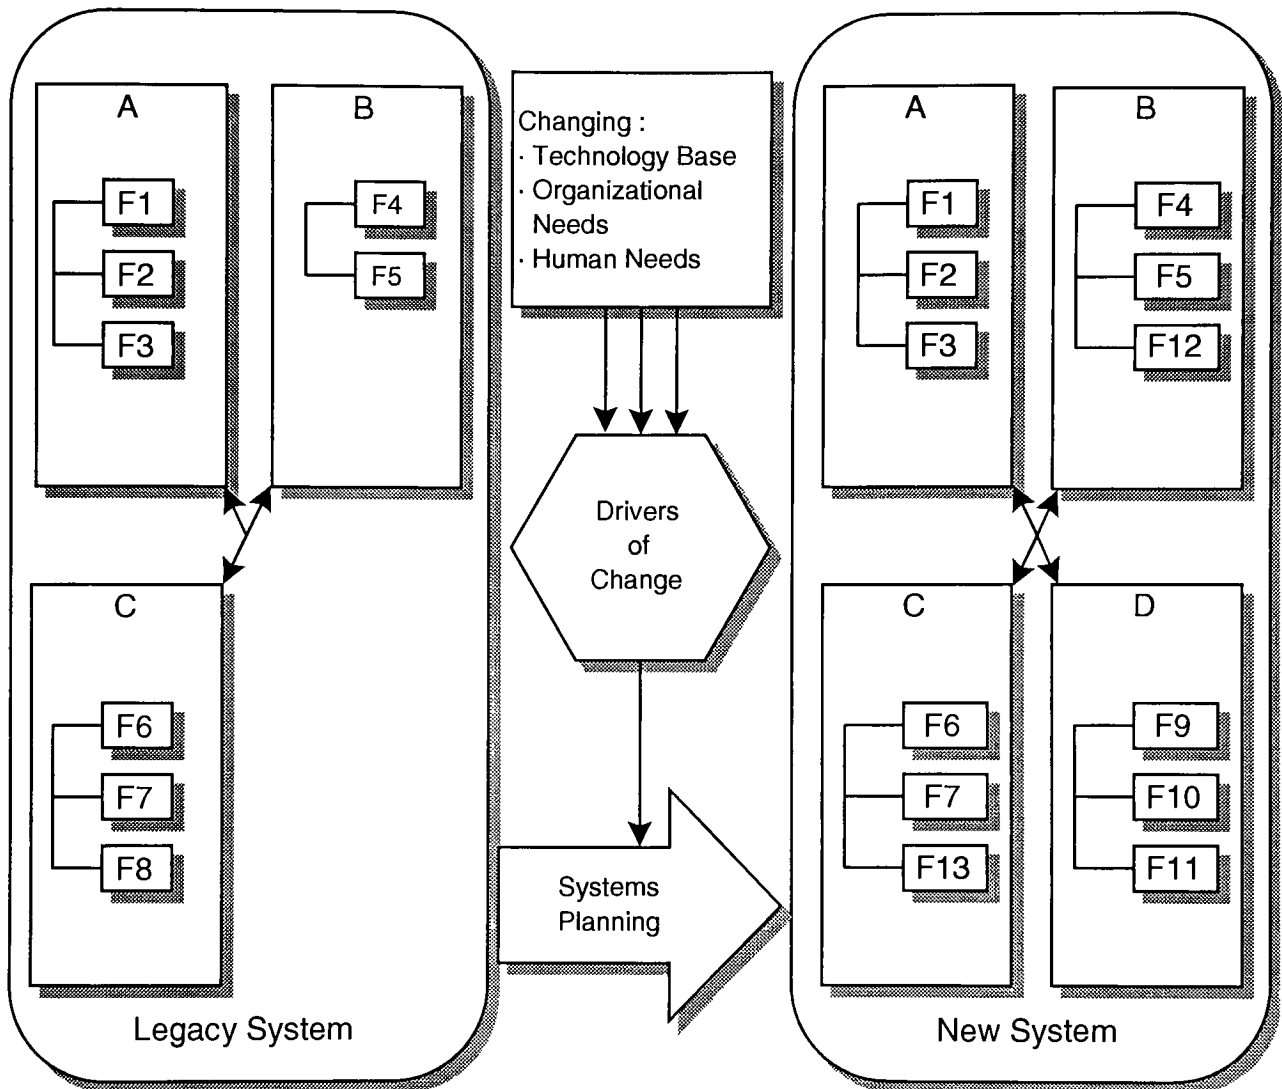 A
F1
F2
F3
B
F4
F5
C
F6
F7
F8
Legacy System
Changing :
· Technology Base
· Organizational
Needs
· Human Needs
Drivers
of
Change
Systems
Planning
A
F1
F2
F3
B
F4
F5
F12
C
F6
F7
F13
D
F9
F10
F11
New System